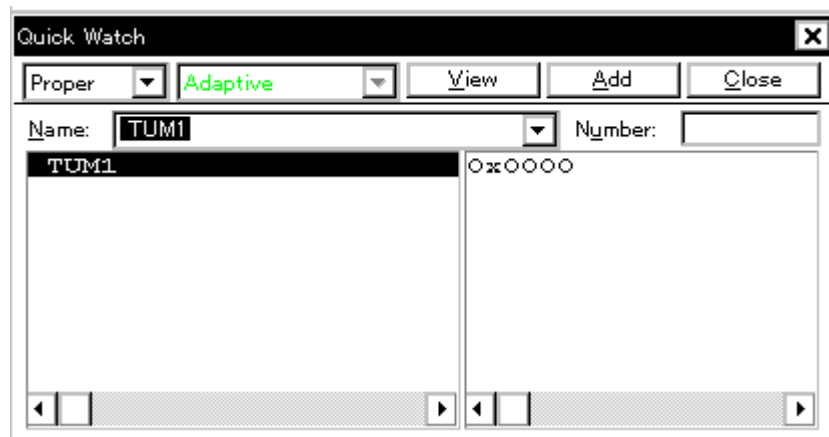 Quick Watch
Proper Adaptive View Add Close
Name: TUM1 Number:
TUM1 0x0000